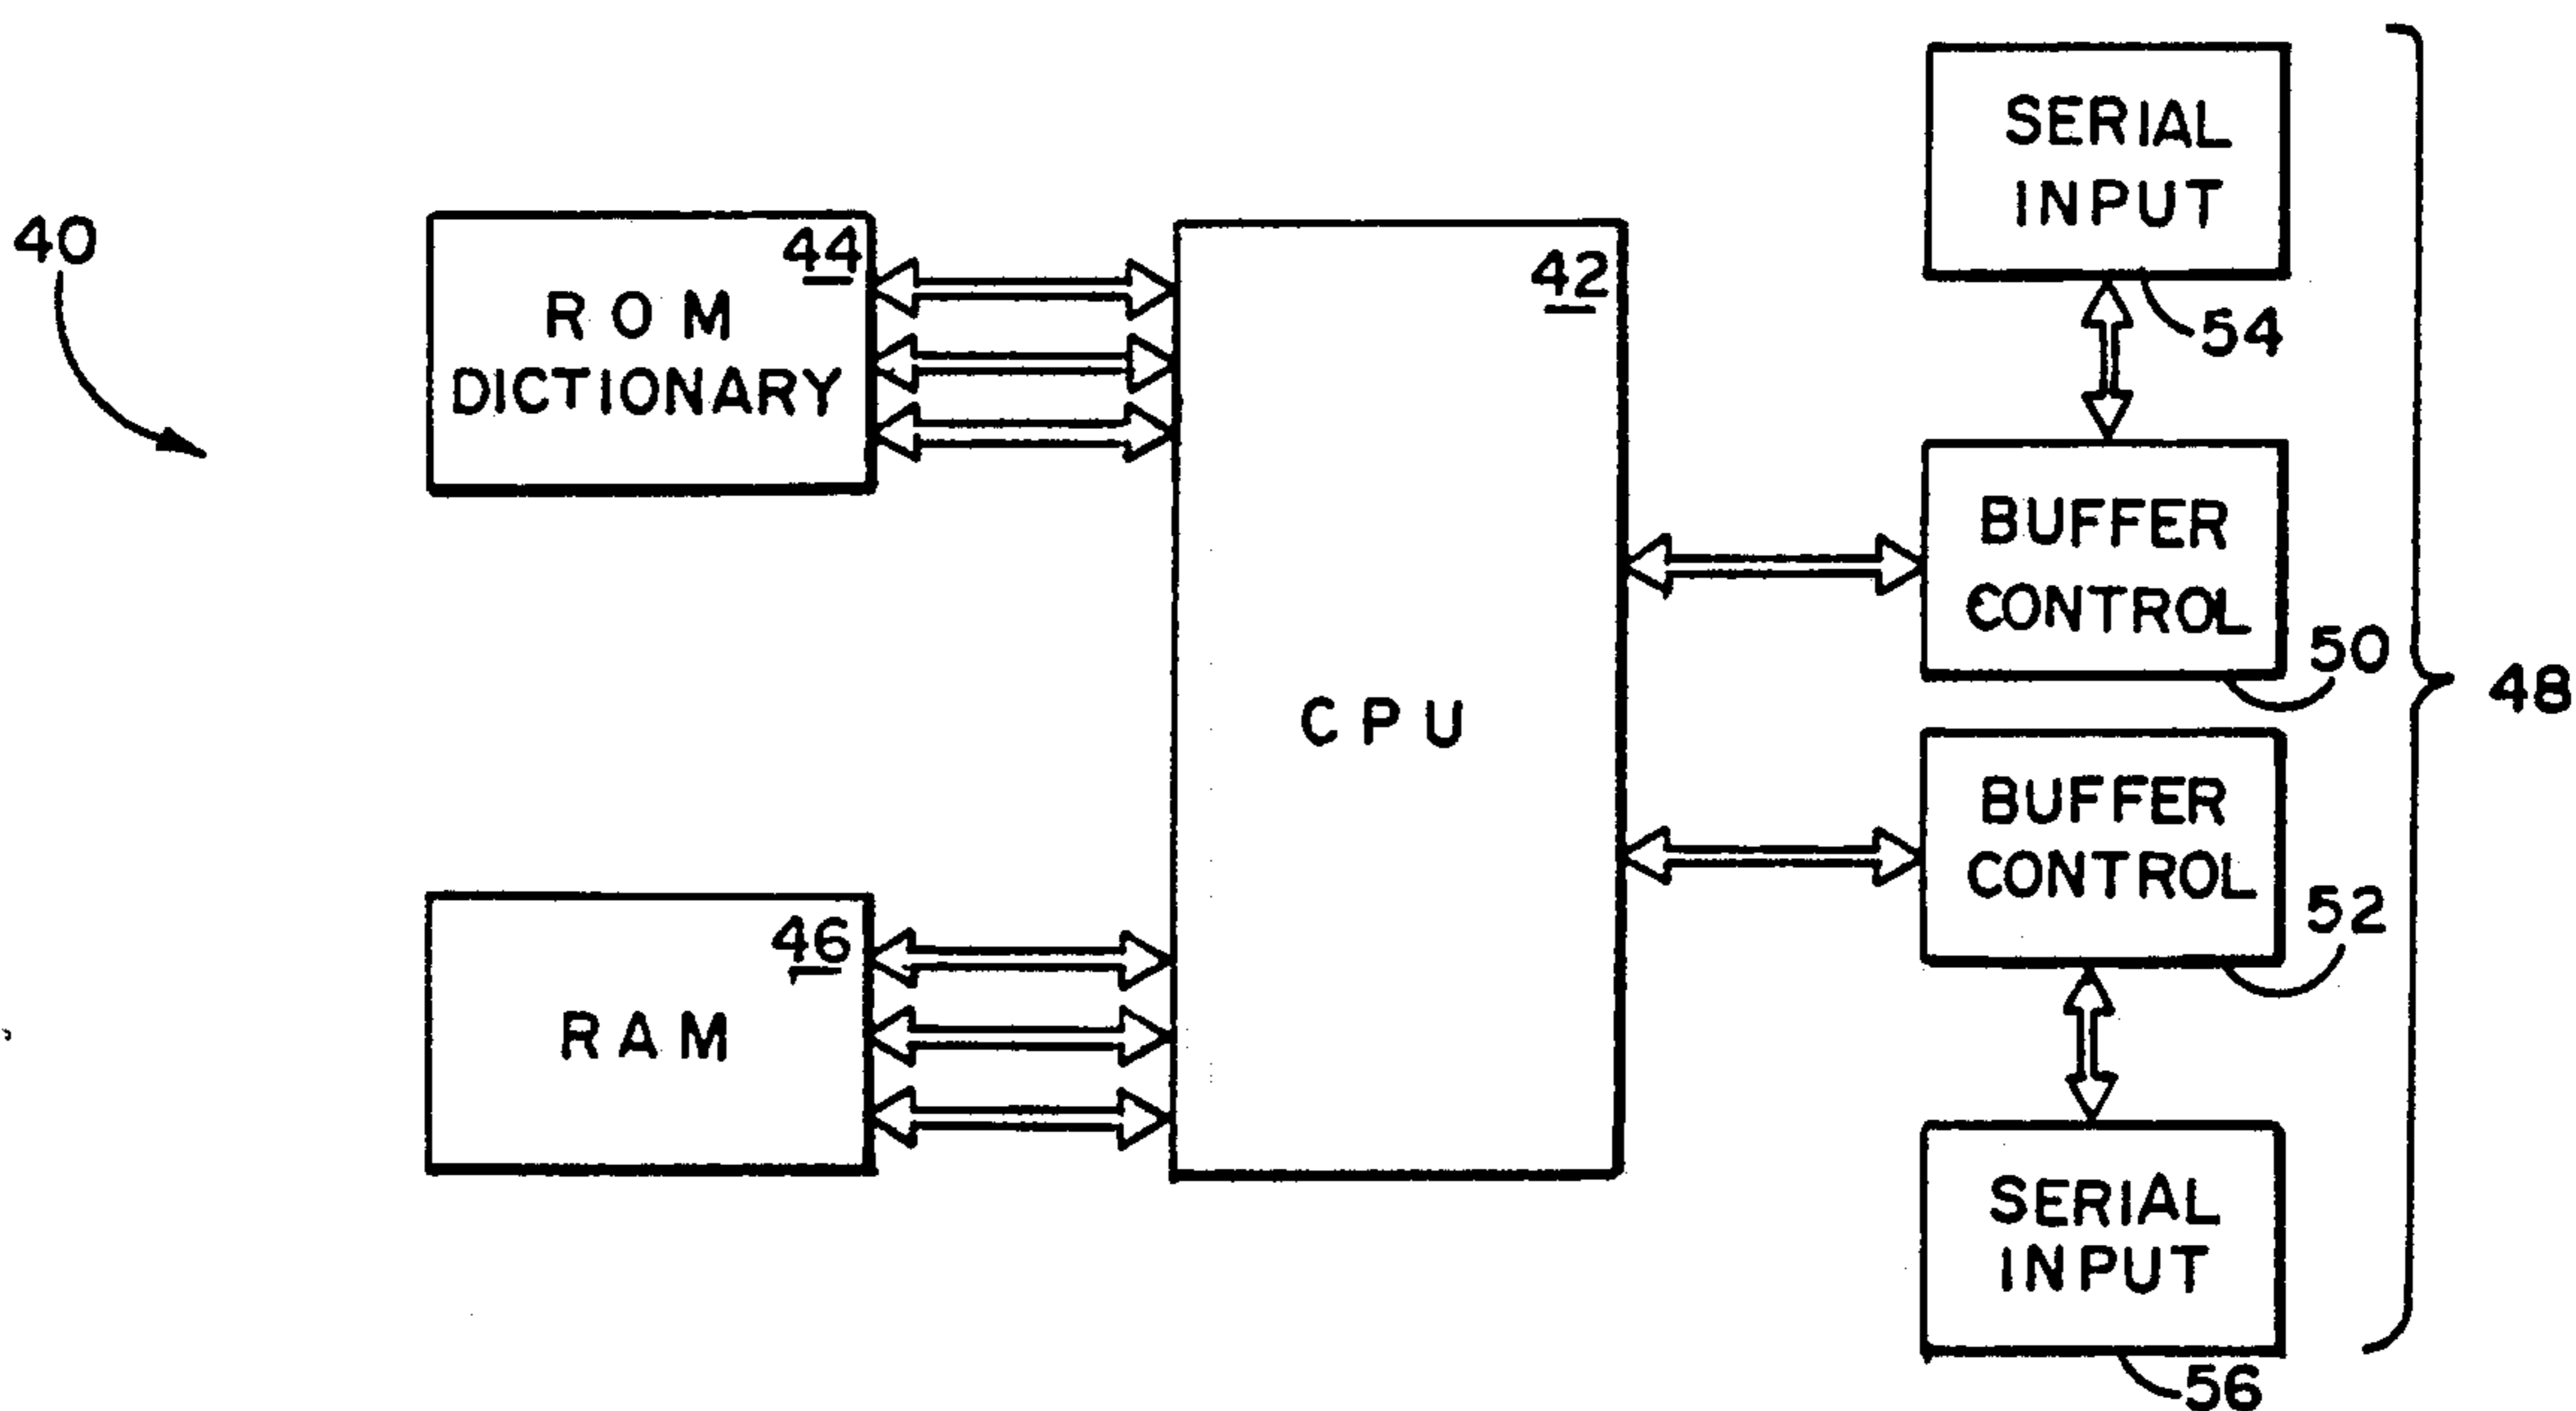 40
44
ROM
DICTIONARY
46
RAM
42
CPU
SERIAL
INPUT
54
BUFFER
CONTROL
50
BUFFER
CONTROL
52
SERIAL
INPUT
56
48